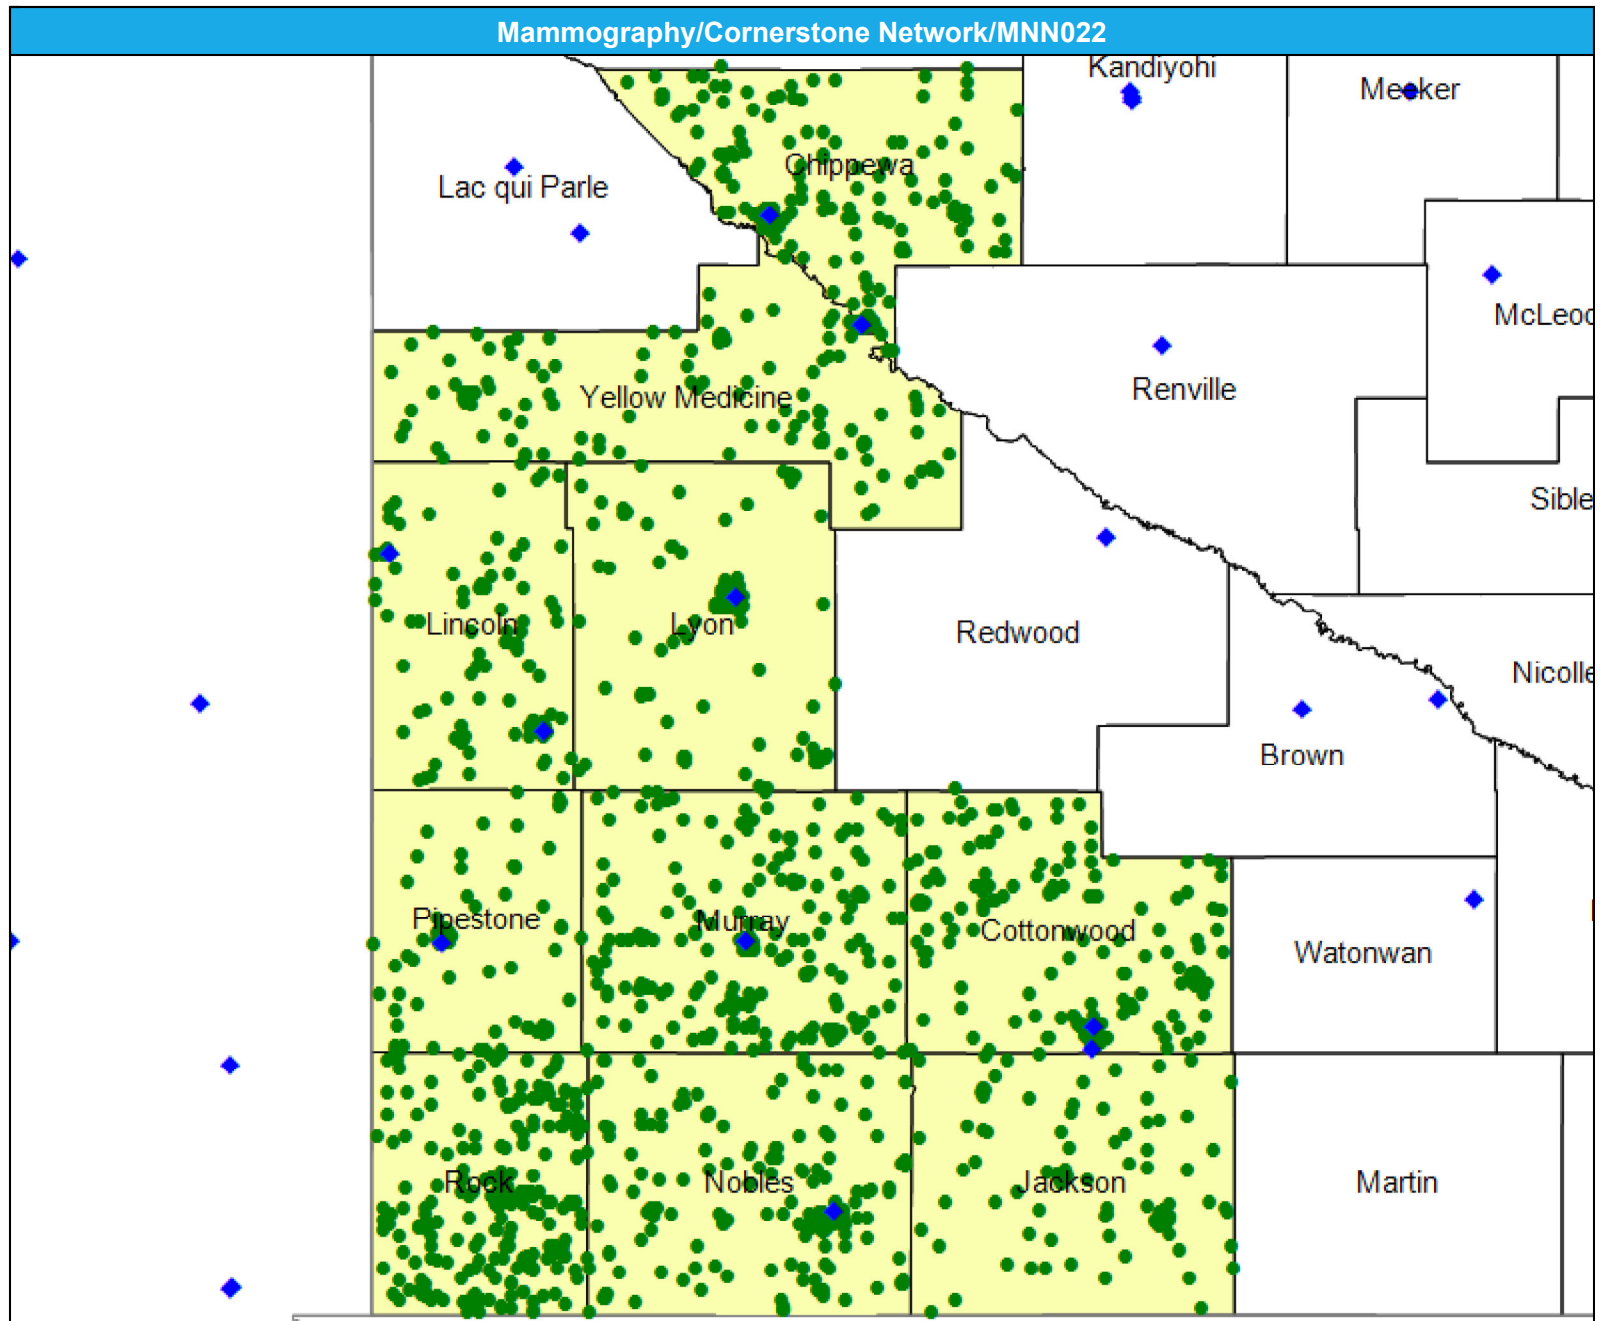 Mammography/Cornerstone Network/MNN022
Kandiyohi
Meeker
Chippewa
Lac qui Parle
McLeod
Renville
Yellow Medicine
Sible
Lincoln
Lyon
Redwood
Nicolle
Brown
Pipestone
Murray
Cottonwood
Watonwan
Rock
Nobles
Jackson
Martin